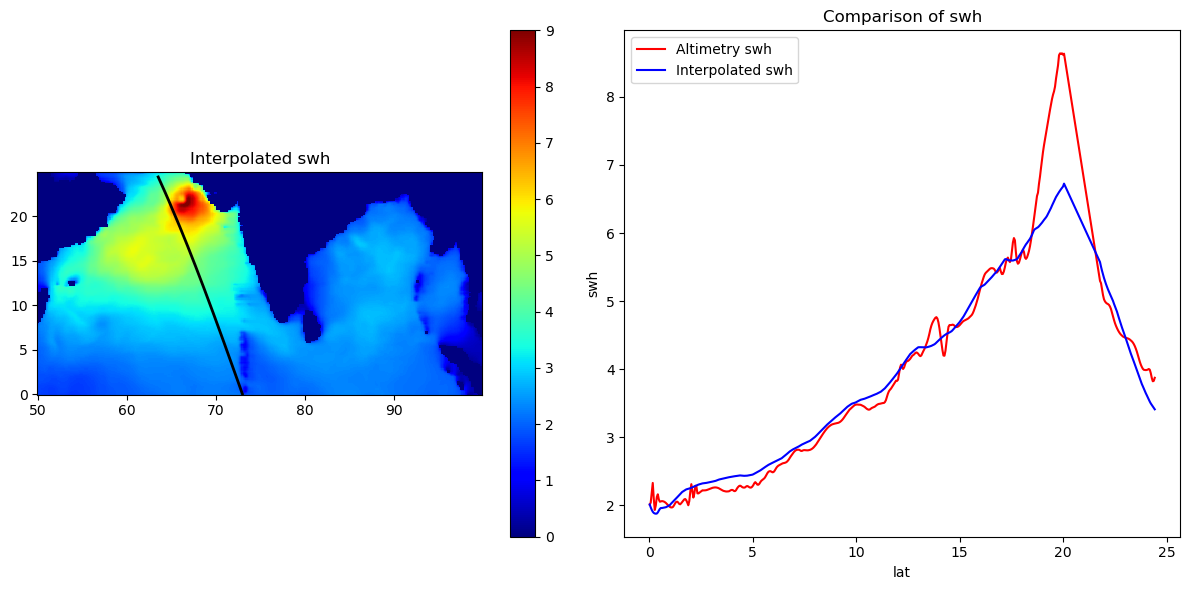 Interpolated swh
20
15
10
5
0
50 60 70 80 90
9
8
7
6
5
4
3
2
1
0
Comparison of swh
Altimetry swh
Interpolated swh
swh
8
7
6
5
4
3
2
0 5 10 15 20 25
lat